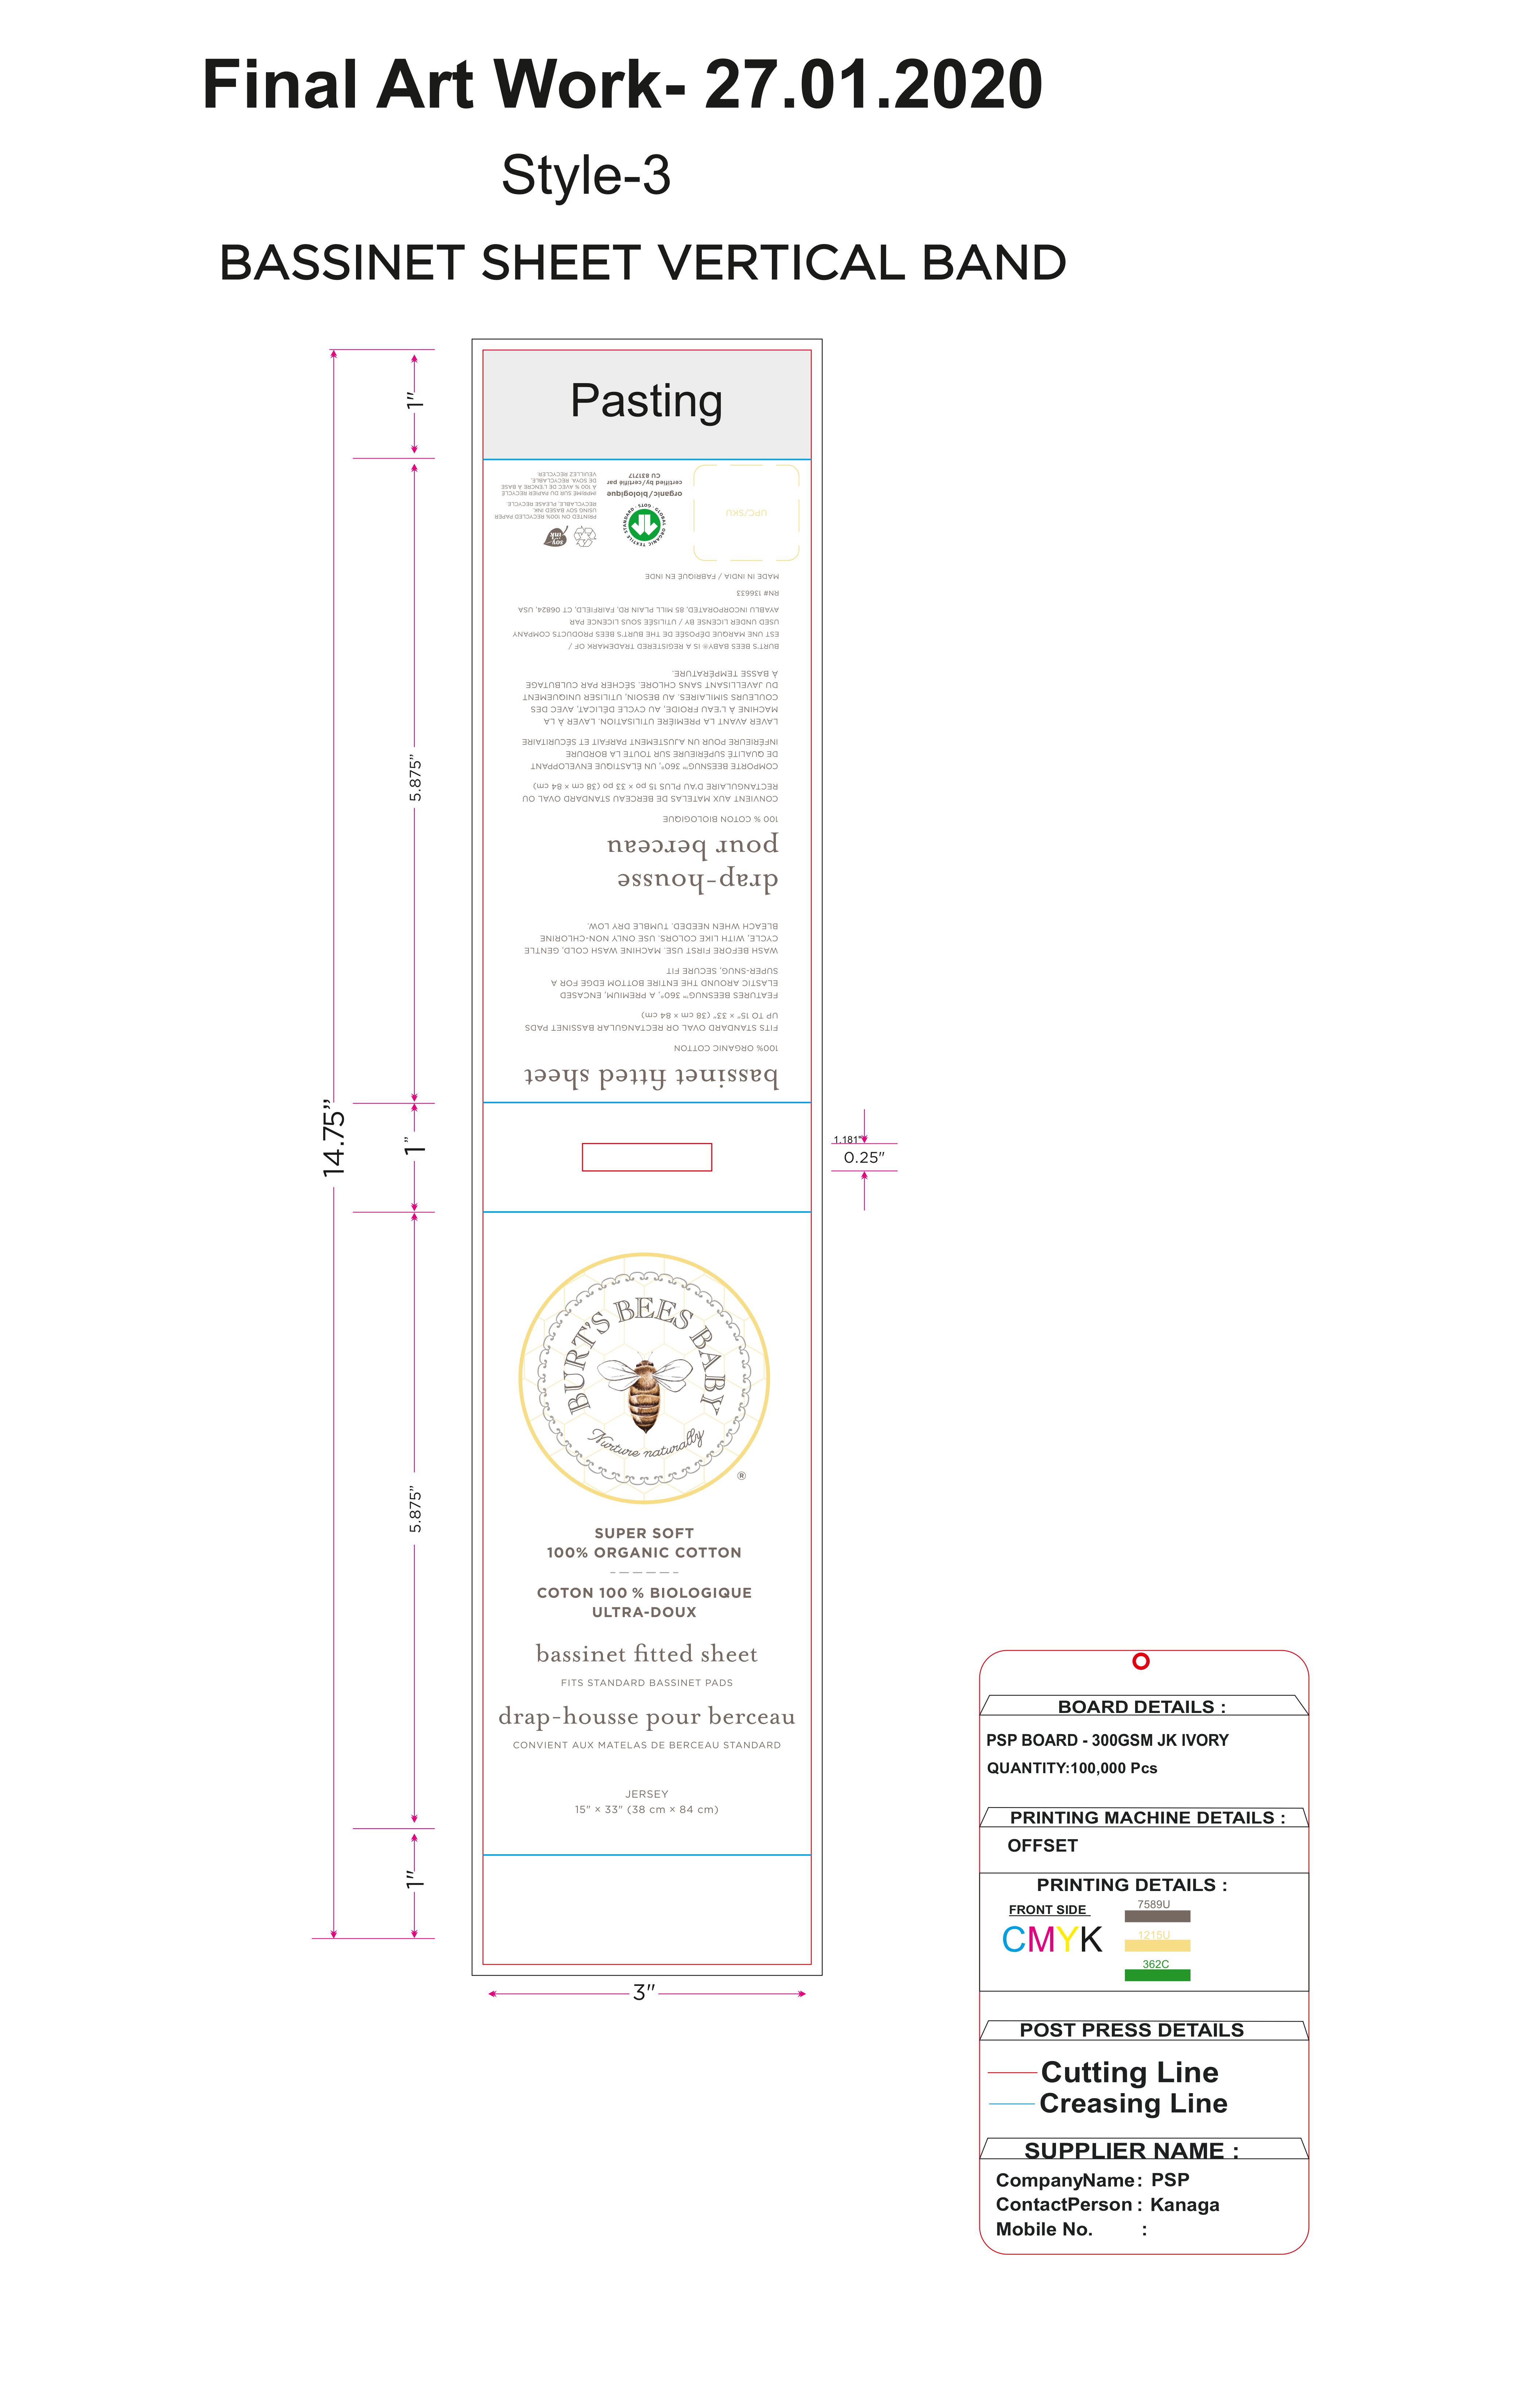 Final Art Work- 27.01.2020
Style-3
BASSINET SHEET VERTICAL BAND
Pasting
1"
5.875"
1"
14.75"
5.875"
1"
3"
1.181"
0.25"
bassinet fitted sheet
100% ORGANIC COTTON
FITS STANDARD OVAL OR RECTANGULAR BASSINET PADS
UP TO 15" × 33" (38 cm × 84 cm)
FEATURES BEESNUG™ 360°, A PREMIUM, ENCASED
ELASTIC AROUND THE ENTIRE BOTTOM EDGE FOR A
SUPER-SNUG, SECURE FIT
WASH BEFORE FIRST USE. MACHINE WASH COLD, GENTLE
CYCLE, WITH LIKE COLORS. USE ONLY NON-CHLORINE
BLEACH WHEN NEEDED. TUMBLE DRY LOW.
drap-housse
pour berceau
100 % COTON BIOLOGIQUE
CONVIENT AUX MATELAS DE BERCEAU STANDARD OVAL OU
RECTANGULAIRE D'AU PLUS 15 po × 33 po (38 cm × 84 cm)
COMPORTE BEESNUG™ 360°, UN ÉLASTIQUE ENVELOPPANT
DE QUALITÉ SUPÉRIEURE SUR TOUTE LA BORDURE
INFÉRIEURE POUR UN AJUSTEMENT PARFAIT ET SÉCURITAIRE
LAVER AVANT LA PREMIÈRE UTILISATION. LAVER À LA
MACHINE À L'EAU FROIDE, AU CYCLE DÉLICAT, AVEC DES
COULEURS SIMILAIRES. AU BESOIN, UTILISER UNIQUEMENT
DU JAVELLISANT SANS CHLORE. SÉCHER PAR CULBUTAGE
À BASSE TEMPÉRATURE.
BURT'S BEES BABY® IS A REGISTERED TRADEMARK OF /
EST UNE MARQUE DÉPOSÉE DE THE BURT'S BEES PRODUCTS COMPANY
USED UNDER LICENSE BY / UTILISÉE SOUS LICENCE PAR
AYABLU INCORPORATED, 85 MILL PLAIN RD, FAIRFIELD, CT 06824, USA
RN# 136633
MADE IN INDIA / FABRIQUÉ EN INDE
UPC/SKU
GLOBAL ORGANIC TEXTILE STANDARD · GOTS ·
organic/biologique
certified by/certifié par
CU 831717
soy
ink
PRINTED ON 100% RECYCLED PAPER
USING SOY BASED INK.
RECYCLABLE, PLEASE RECYCLE.
IMPRIMÉ SUR DU PAPIER RECYCLÉ
À 100 % AVEC DE L'ENCRE À BASE
DE SOYA. RECYCLABLE,
VEUILLEZ RECYCLER.
BURT'S BEES BABY
Nurture naturally
®
SUPER SOFT
100% ORGANIC COTTON
COTON 100 % BIOLOGIQUE
ULTRA-DOUX
bassinet fitted sheet
FITS STANDARD BASSINET PADS
drap-housse pour berceau
CONVIENT AUX MATELAS DE BERCEAU STANDARD
JERSEY
15" × 33" (38 cm × 84 cm)
BOARD DETAILS :
PSP BOARD - 300GSM JK IVORY
QUANTITY:100,000 Pcs
PRINTING MACHINE DETAILS :
OFFSET
PRINTING DETAILS :
FRONT SIDE
CMYK
7589U
1215U
362C
POST PRESS DETAILS
Cutting Line
Creasing Line
SUPPLIER NAME :
CompanyName : PSP
ContactPerson : Kanaga
Mobile No. :